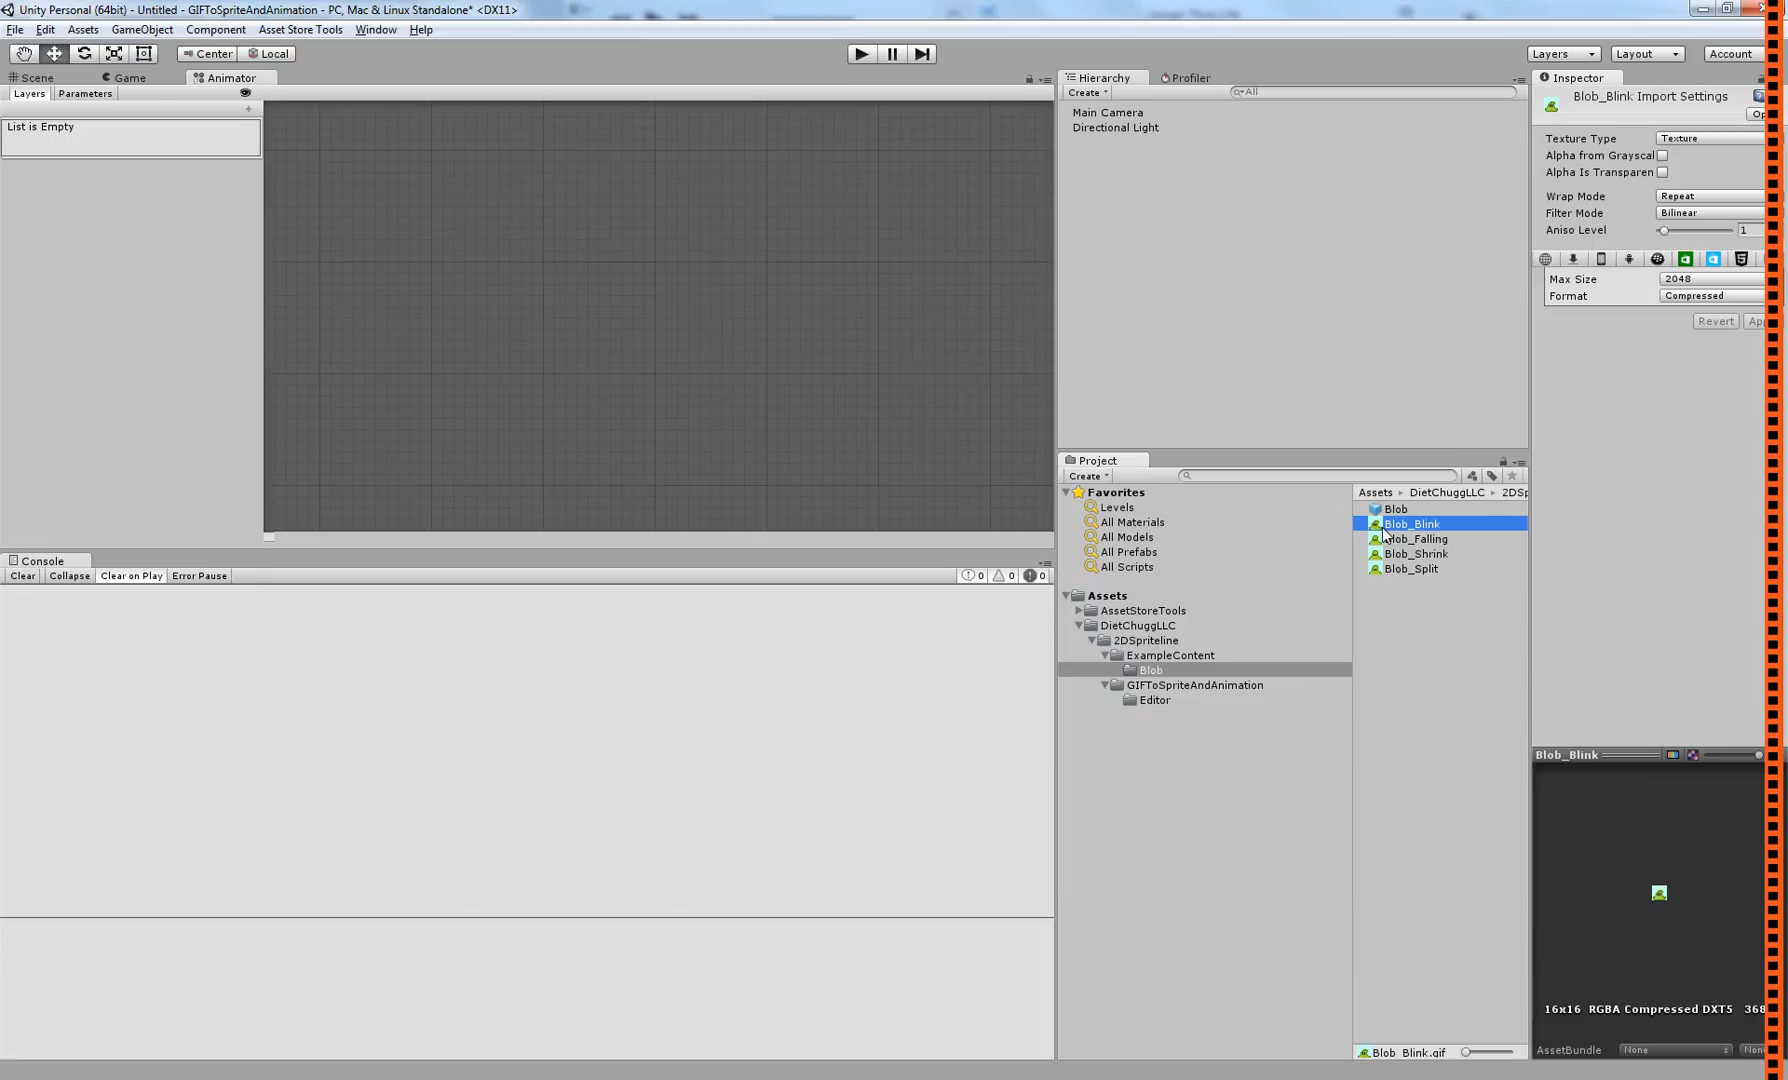 Unity Personal (64bit) - Untitled - GIFToSpriteAndAnimation - PC, Mac & Linux Standalone* <DX11>
File Edit Assets GameObject Component Asset Store Tools Window Help
Center Local Layers Layout Account
Scene Game Animator
Layers Parameters
List is Empty
Console
Clear Collapse Clear on Play Error Pause 0 0 0
Hierarchy Profiler
Create All
Main Camera
Directional Light
Project
Create
Favorites
Levels
All Materials
All Models
All Prefabs
All Scripts
Assets
AssetStoreTools
DietChuggLLC
2DSpriteline
ExampleContent
Blob
GIFToSpriteAndAnimation
Editor
Assets DietChuggLLC 2DSp
Blob
Blob_Blink
Blob_Falling
Blob_Shrink
Blob_Split
Blob_Blink.gif
Inspector
Blob_Blink Import Settings
Op
Texture Type Texture
Alpha from Grayscal
Alpha Is Transparen
Wrap Mode Repeat
Filter Mode Bilinear
Aniso Level 1
Max Size 2048
Format Compressed
Revert Ap
Blob_Blink
16x16 RGBA Compressed DXT5 368
AssetBundle None Non